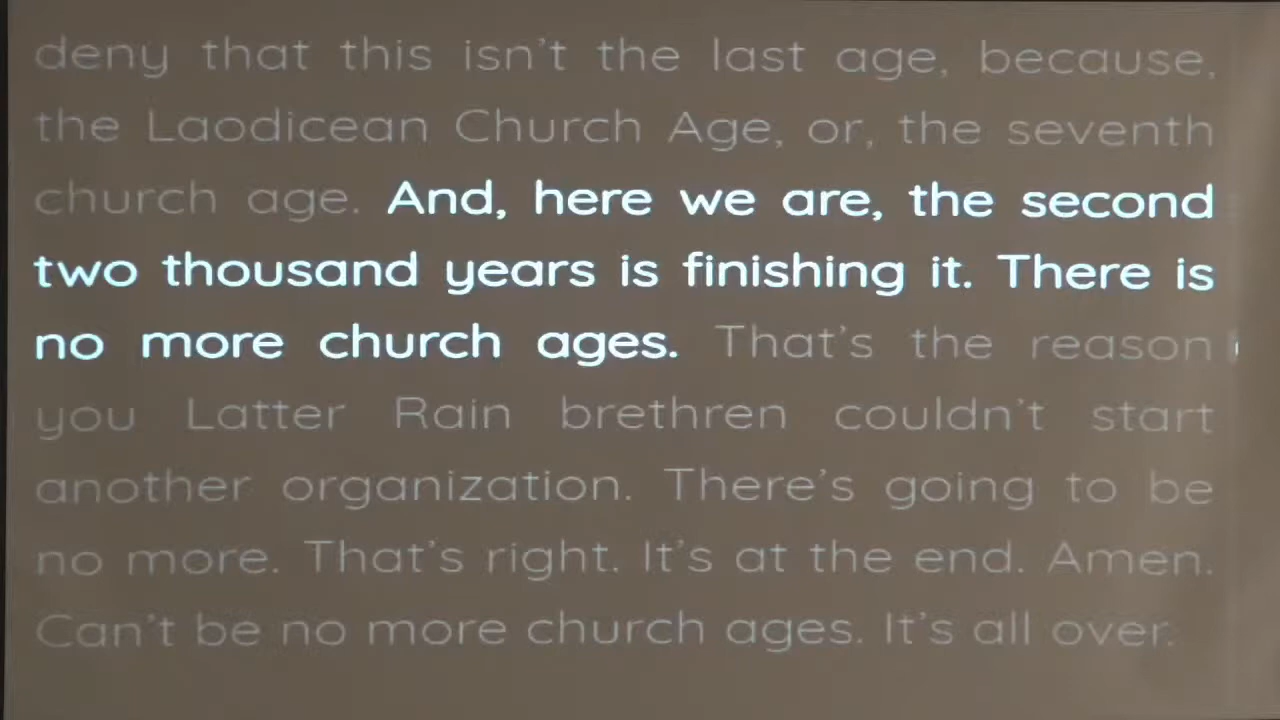 deny that this isn't the last age, because,
the Laodicean Church Age, or, the seventh
church age. And, here we are, the second
two thousand years is finishing it. There is
no more church ages. That's the reason
you Latter Rain brethren couldn't start
another organization. There's going to be
no more. That's right. It's at the end. Amen.
Can't be no more church ages. It's all over.